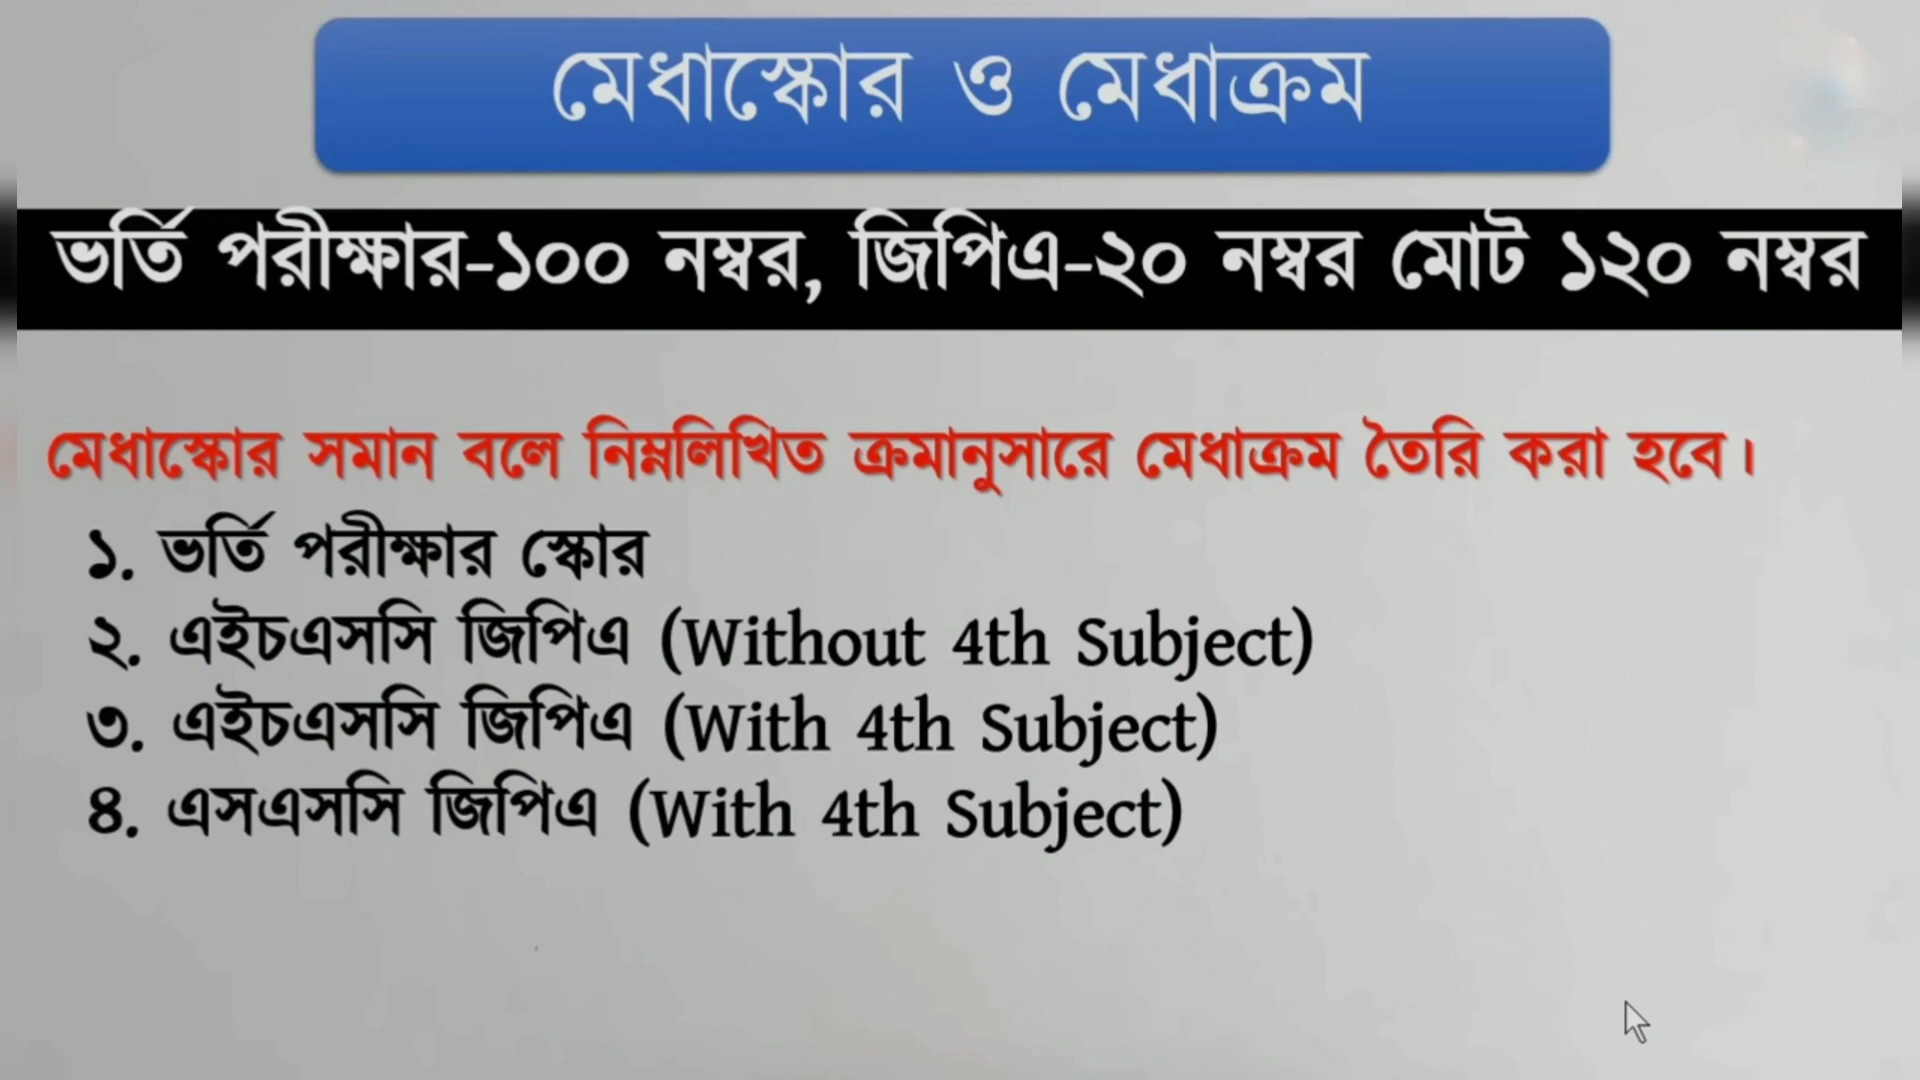 মেধাস্কোর ও মেধাক্রম
ভর্তি পরীক্ষার-১০০ নম্বর, জিপিএ-২০ নম্বর মোট ১২০ নম্বর
মেধাস্কোর সমান বলে নিম্নলিখিত ক্রমানুসারে মেধাক্রম তৈরি করা হবে।
১. ভর্তি পরীক্ষার স্কোর
২. এইচএসসি জিপিএ (Without 4th Subject)
৩. এইচএসসি জিপিএ (With 4th Subject)
৪. এসএসসি জিপিএ (With 4th Subject)